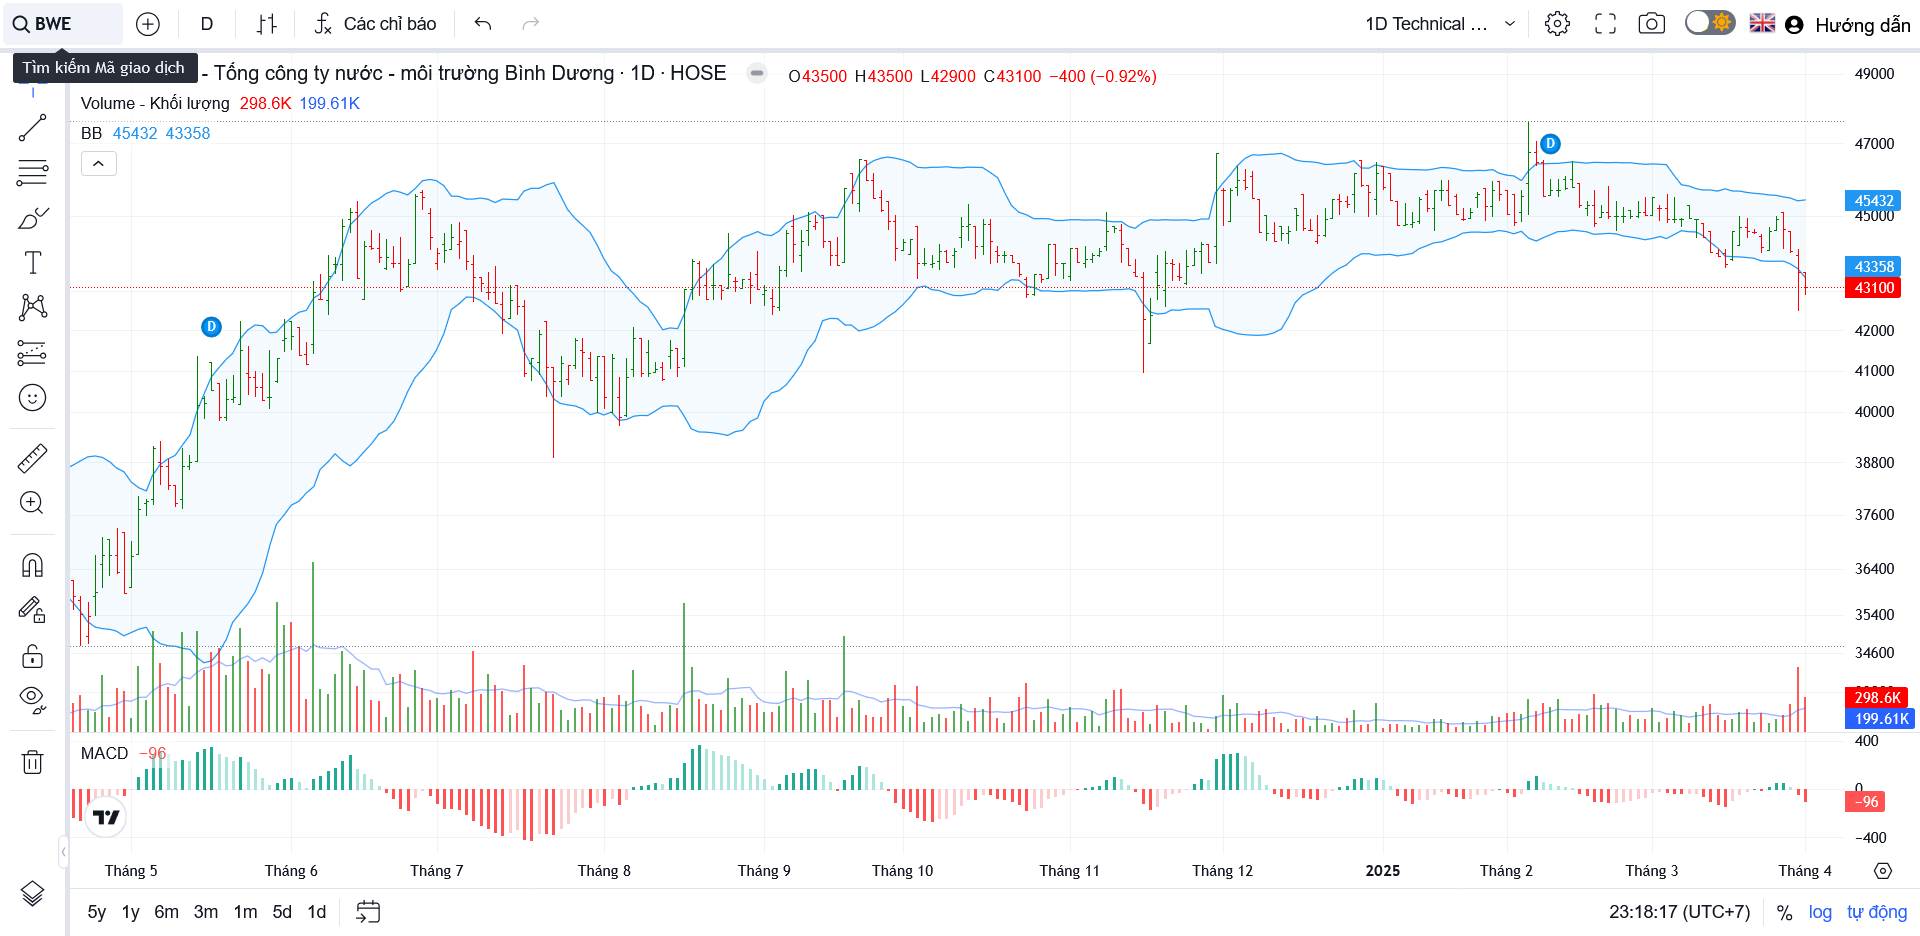 BWE
D
Các chỉ báo
1D Technical ...
Hướng dẫn
Tìm kiếm Mã giao dịch
- Tổng công ty nước - môi trường Bình Dương · 1D · HOSE
O43500 H43500 L42900 C43100 −400 (−0.92%)
Volume - Khối lượng 298.6K 199.61K
BB 45432 43358
D
D
49000
47000
45432
45000
43358
43100
42000
41000
40000
38800
37600
36400
35400
34600
298.6K
199.61K
MACD −96
400
0
−96
−400
Tháng 5
Tháng 6
Tháng 7
Tháng 8
Tháng 9
Tháng 10
Tháng 11
Tháng 12
2025
Tháng 2
Tháng 3
Tháng 4
5y 1y 6m 3m 1m 5d 1d
23:18:17 (UTC+7)
% log tự động